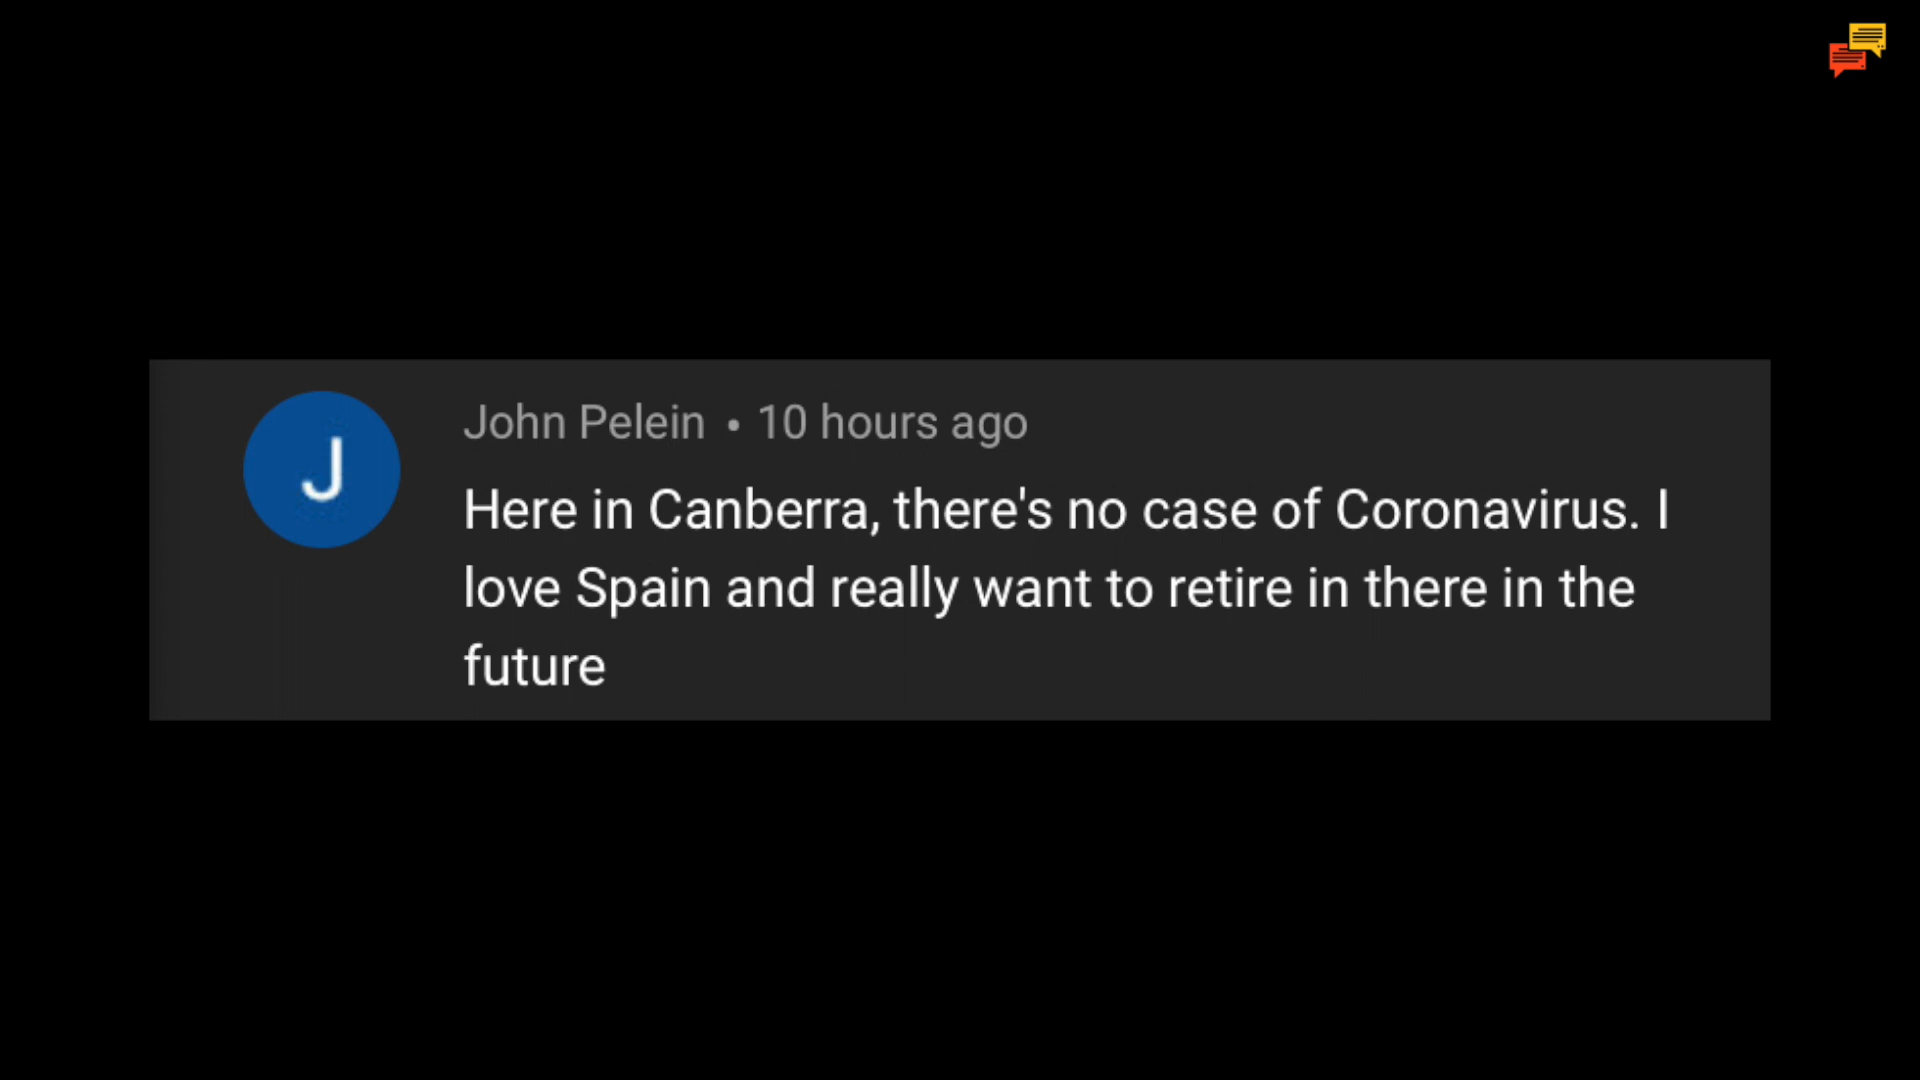 John Pelein • 10 hours ago
J
Here in Canberra, there's no case of Coronavirus. I
love Spain and really want to retire in there in the
future